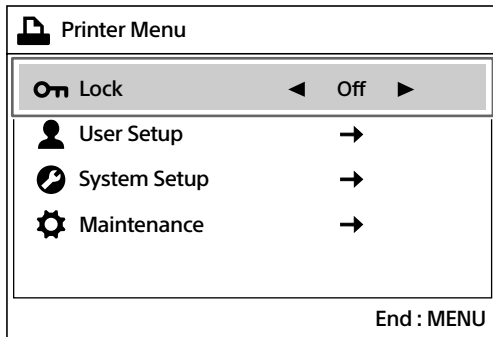 Printer Menu
Lock ◄ Off ►
User Setup →
System Setup →
Maintenance →
End : MENU